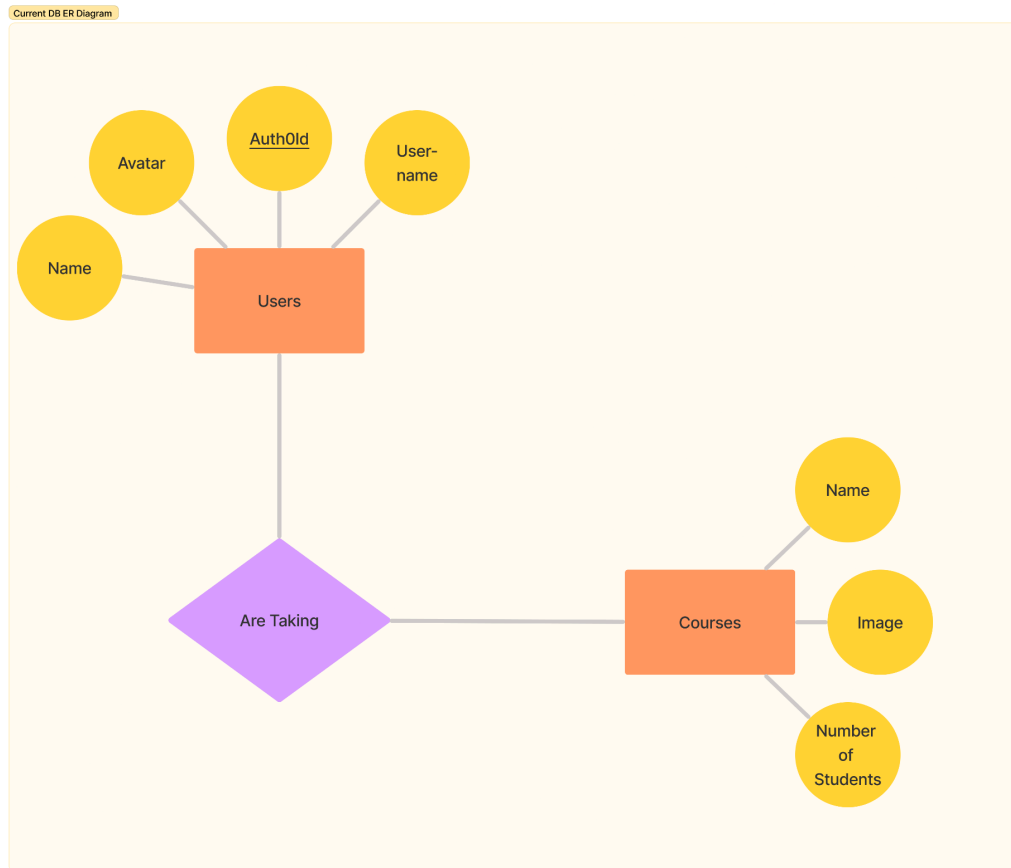 Current DB ER Diagram
Auth0Id
Avatar
User-
name
Name
Users
Name
Are Taking
Courses
Image
Number
of
Students